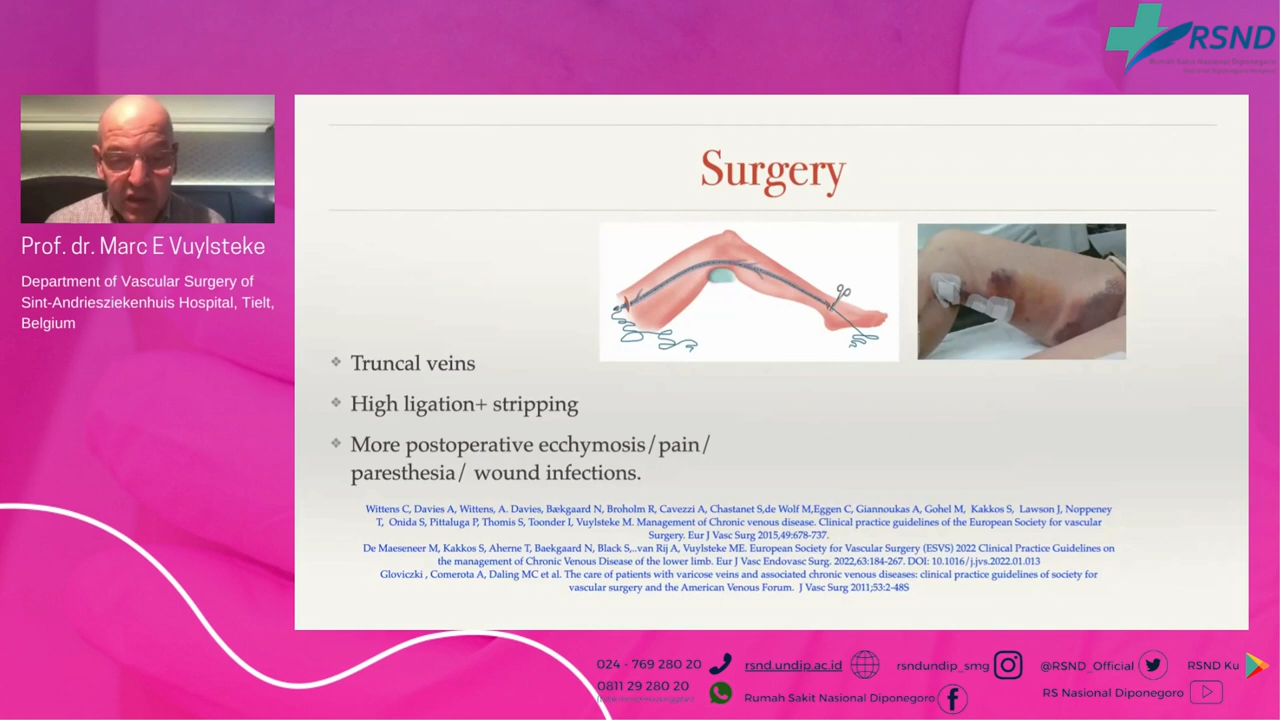 RSND
Rumah Sakit Nasional Diponegoro
Prof. dr. Marc E Vuylsteke
Department of Vascular Surgery of
Sint-Andriesziekenhuis Hospital, Tielt,
Belgium
Surgery
Truncal veins
High ligation+ stripping
More postoperative ecchymosis/pain/
paresthesia/ wound infections.
Wittens C, Davies A, Wittens, A. Davies, Bækgaard N, Broholm R, Cavezzi A, Chastanet S,de Wolf M,Eggen C, Giannoukas A, Gohel M, Kakkos S, Lawson J, Noppeney
T, Onida S, Pittaluga P, Thomis S, Toonder I, Vuylsteke M. Management of Chronic venous disease. Clinical practice guidelines of the European Society for vascular
Surgery. Eur J Vasc Surg 2015,49:678-737.
De Maeseneer M, Kakkos S, Aherne T, Baekgaard N, Black S,..van Rij A, Vuylsteke ME. European Society for Vascular Surgery (ESVS) 2022 Clinical Practice Guidelines on
the management of Chronic Venous Disease of the lower limb. Eur J Vasc Endovasc Surg. 2022,63:184-267. DOI: 10.1016/j.jvs.2022.01.013
Gloviczki , Comerota A, Daling MC et al. The care of patients with varicose veins and associated chronic venous diseases: clinical practice guidelines of society for
vascular surgery and the American Venous Forum. J Vasc Surg 2011;53:2-48S
024 - 769 280 20
rsnd.undip.ac.id
rsndundip_smg
@RSND_Official
RSND Ku
0811 29 280 20
Rumah Sakit Nasional Diponegoro
RS Nasional Diponegoro